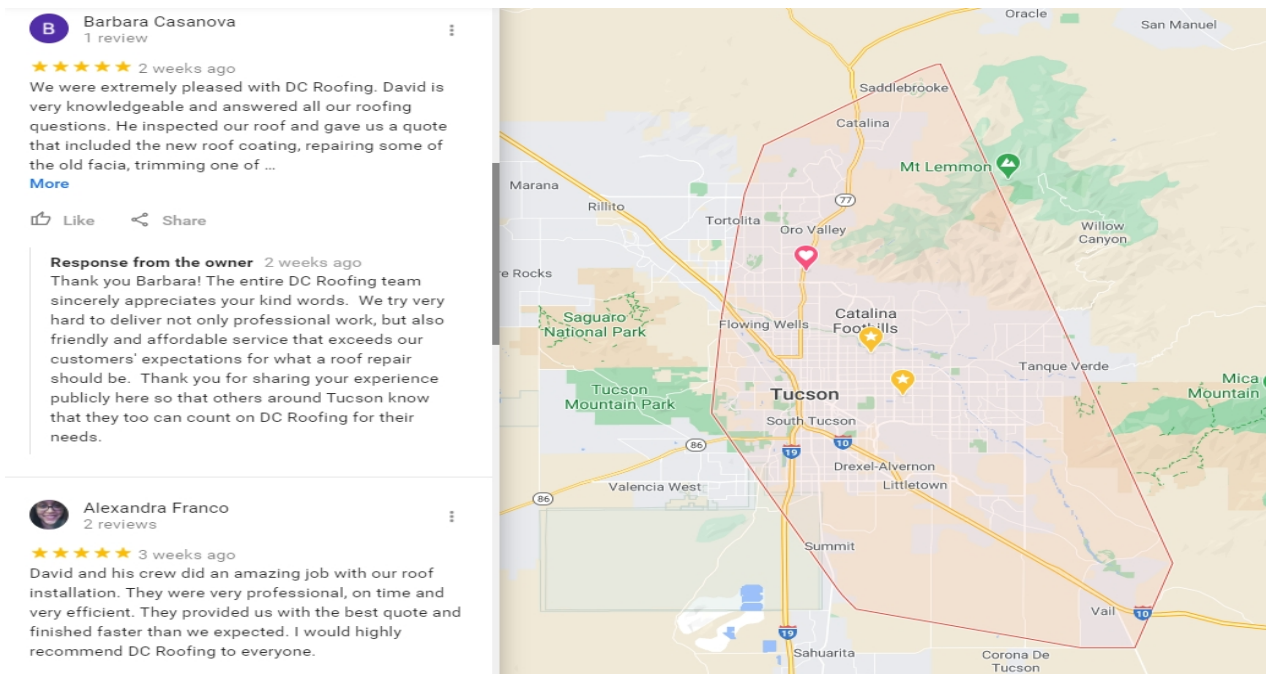 B
Barbara Casanova
1 review
2 weeks ago
We were extremely pleased with DC Roofing. David is
very knowledgeable and answered all our roofing
questions. He inspected our roof and gave us a quote
that included the new roof coating, repairing some of
the old facia, trimming one of ...
More
Like Share
Response from the owner 2 weeks ago
Thank you Barbara! The entire DC Roofing team
sincerely appreciates your kind words. We try very
hard to deliver not only professional work, but also
friendly and affordable service that exceeds our
customers' expectations for what a roof repair
should be. Thank you for sharing your experience
publicly here so that others around Tucson know
that they too can count on DC Roofing for their
needs.
Alexandra Franco
2 reviews
3 weeks ago
David and his crew did an amazing job with our roof
installation. They were very professional, on time and
very efficient. They provided us with the best quote and
finished faster than we expected. I would highly
recommend DC Roofing to everyone.
Oracle
San Manuel
Saddlebrooke
Catalina
Mt Lemmon
Marana
Rillito
77
Tortolita
Oro Valley
Willow
Canyon
re Rocks
Saguaro
National Park
Flowing Wells
Catalina
Foothills
Tanque Verde
Mica
Mountain
Tucson
Mountain Park
Tucson
South Tucson
86
19
10
Drexel-Alvernon
Littletown
Valencia West
86
Summit
Vail
10
19
Sahuarita
Corona De
Tucson